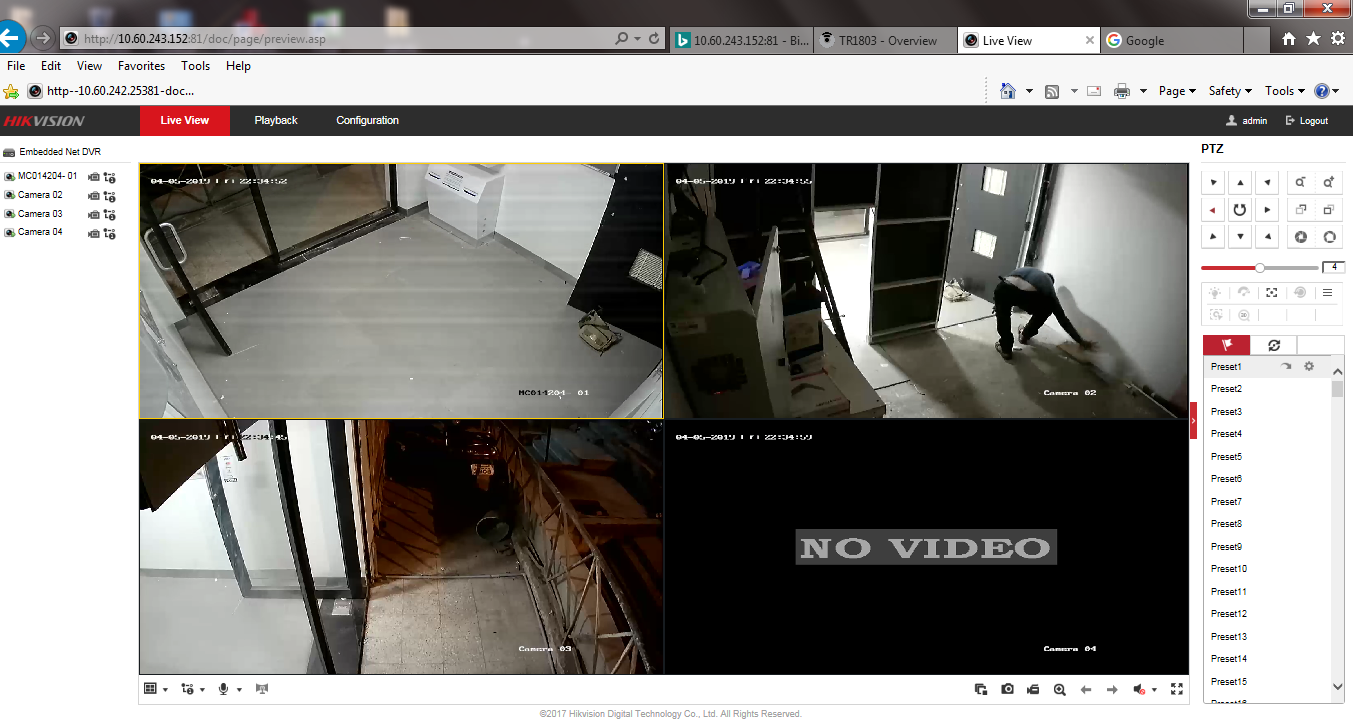 http://10.60.243.152:81/doc/page/preview.asp
10.60.243.152:81 - Bi...
TR1803 - Overview
Live View
Google
File Edit View Favorites Tools Help
http--10.60.242.25381-doc...
Page Safety Tools
HIKVISION
Live View Playback Configuration
admin Logout
Embedded Net DVR
MC014204- 01
Camera 02
Camera 03
Camera 04
04-05-2019 Fri 22:34:52
MC014204- 01
04-05-2019 Fri 22:34:55
Camera 02
04-05-2019 Fri 22:34:45
Camera 03
04-05-2019 Fri 22:34:59
NO VIDEO
Camera 04
PTZ
4
Preset1
Preset2
Preset3
Preset4
Preset5
Preset6
Preset7
Preset8
Preset9
Preset10
Preset11
Preset12
Preset13
Preset14
Preset15
©2017 Hikvision Digital Technology Co., Ltd. All Rights Reserved.